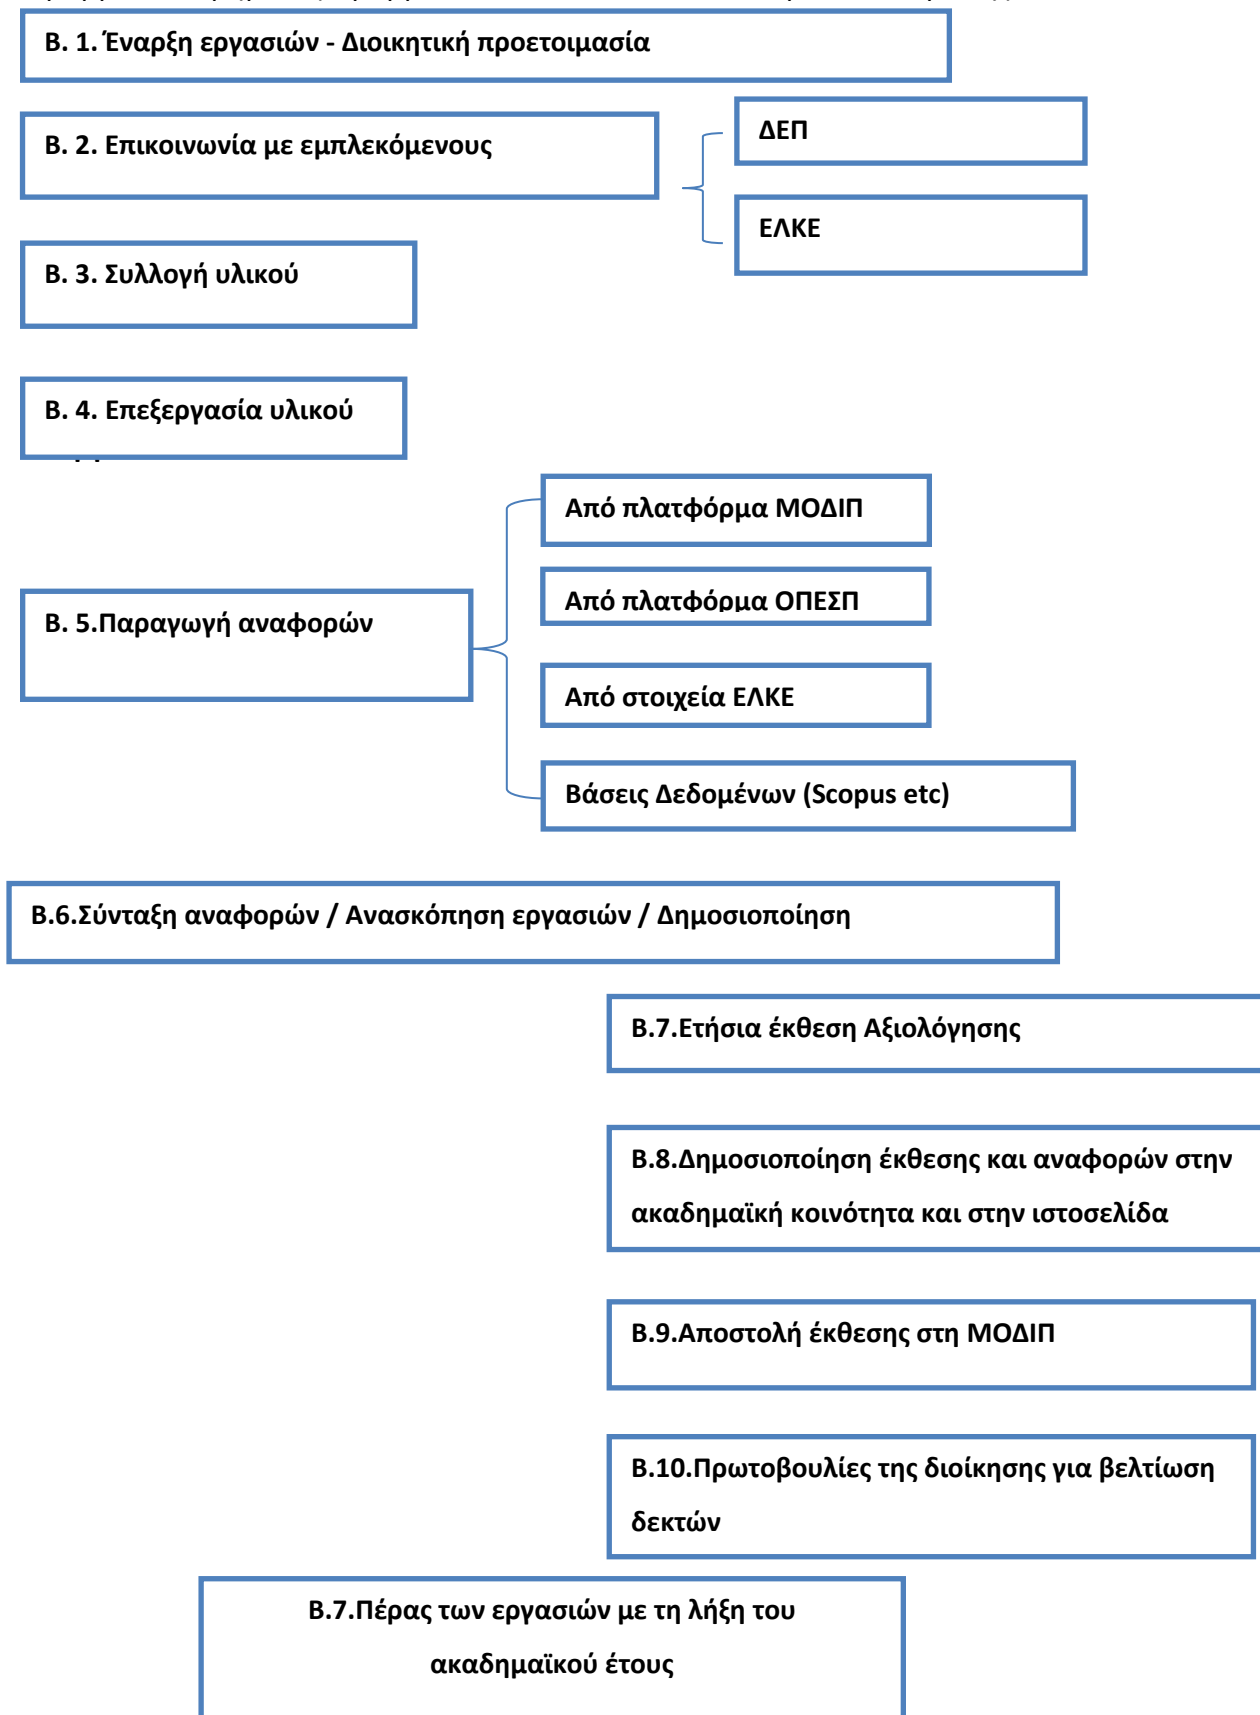 Β. 1. Έναρξη εργασιών - Διοικητική προετοιμασία
Β. 2. Επικοινωνία με εμπλεκόμενους
ΔΕΠ
ΕΛΚΕ
Β. 3. Συλλογή υλικού
Β. 4. Επεξεργασία υλικού
Από πλατφόρμα ΜΟΔΙΠ
Από πλατφόρμα ΟΠΕΣΠ
Β. 5.Παραγωγή αναφορών
Από στοιχεία ΕΛΚΕ
Βάσεις Δεδομένων (Scopus etc)
Β.6.Σύνταξη αναφορών / Ανασκόπηση εργασιών / Δημοσιοποίηση
Β.7.Ετήσια έκθεση Αξιολόγησης
Β.8.Δημοσιοποίηση έκθεσης και αναφορών στην
ακαδημαϊκή κοινότητα και στην ιστοσελίδα
Β.9.Αποστολή έκθεσης στη ΜΟΔΙΠ
Β.10.Πρωτοβουλίες της διοίκησης για βελτίωση
δεκτών
Β.7.Πέρας των εργασιών με τη λήξη του
ακαδημαϊκού έτους